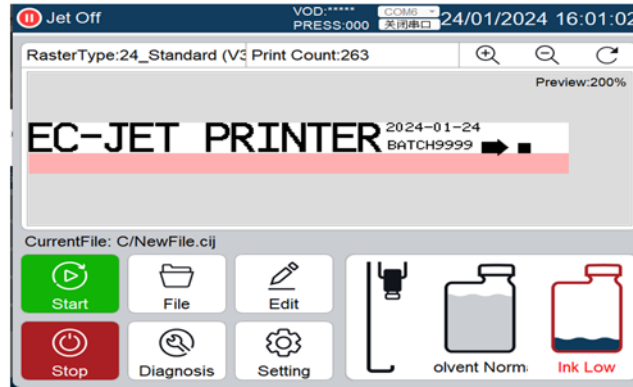 Jet Off
VOD:*****
PRESS:000
COM6
关闭串口
24/01/2024 16:01:02
RasterType:24_Standard (V3
Print Count:263
Preview:200%
EC-JET PRINTER
2024-01-24
BATCH9999
CurrentFile: C/NewFile.cij
Start
File
Edit
Stop
Diagnosis
Setting
olvent Norm
Ink Low